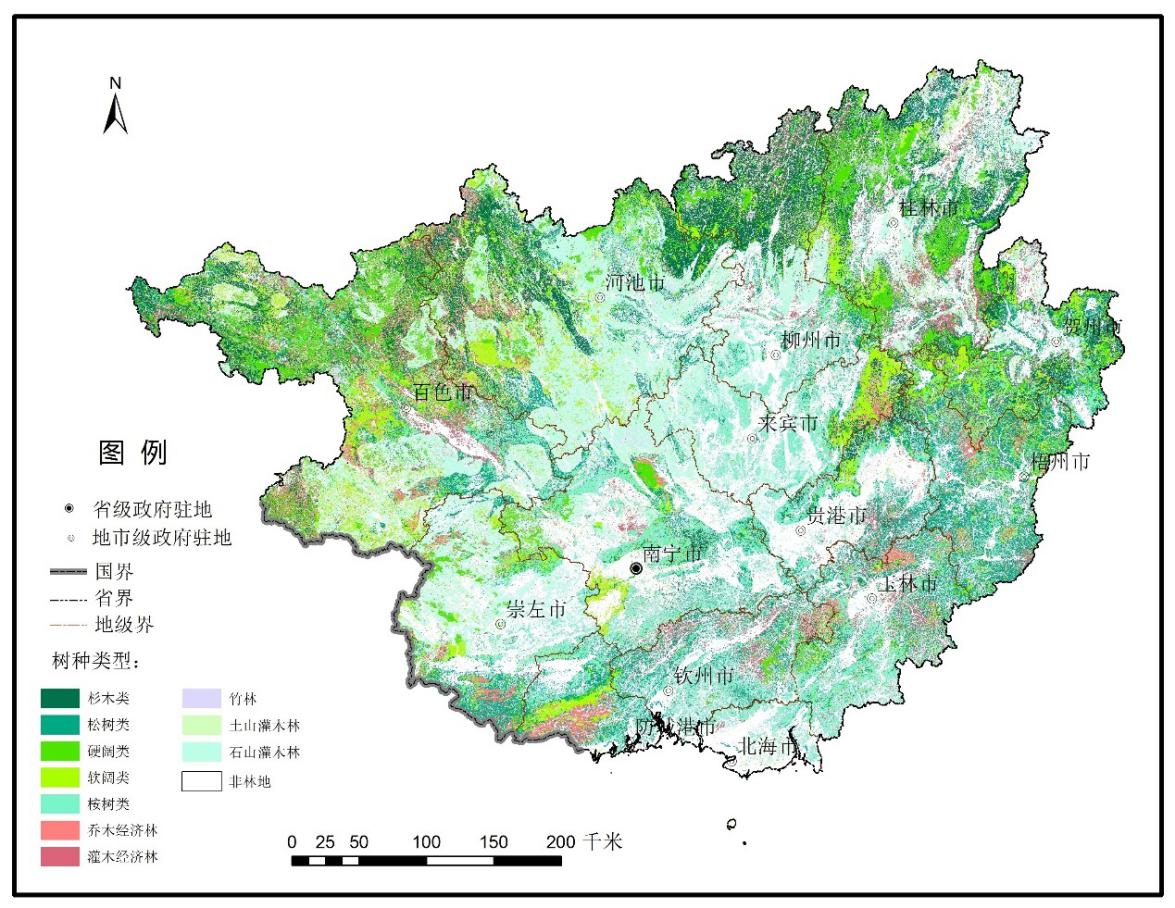 N
桂林市
河池市
贺州市
柳州市
百色市
来宾市
图 例
梧州市
省级政府驻地
贵港市
地市级政府驻地
南宁市
国界
玉林市
省界
崇左市
地级界
树种类型:
钦州市
杉木类
竹林
松树类
土山灌木林
防城港市
硬阔类
石山灌木林
北海市
软阔类
非林地
桉树类
乔木经济林
灌木经济林
0 25 50 100 150 200 千米